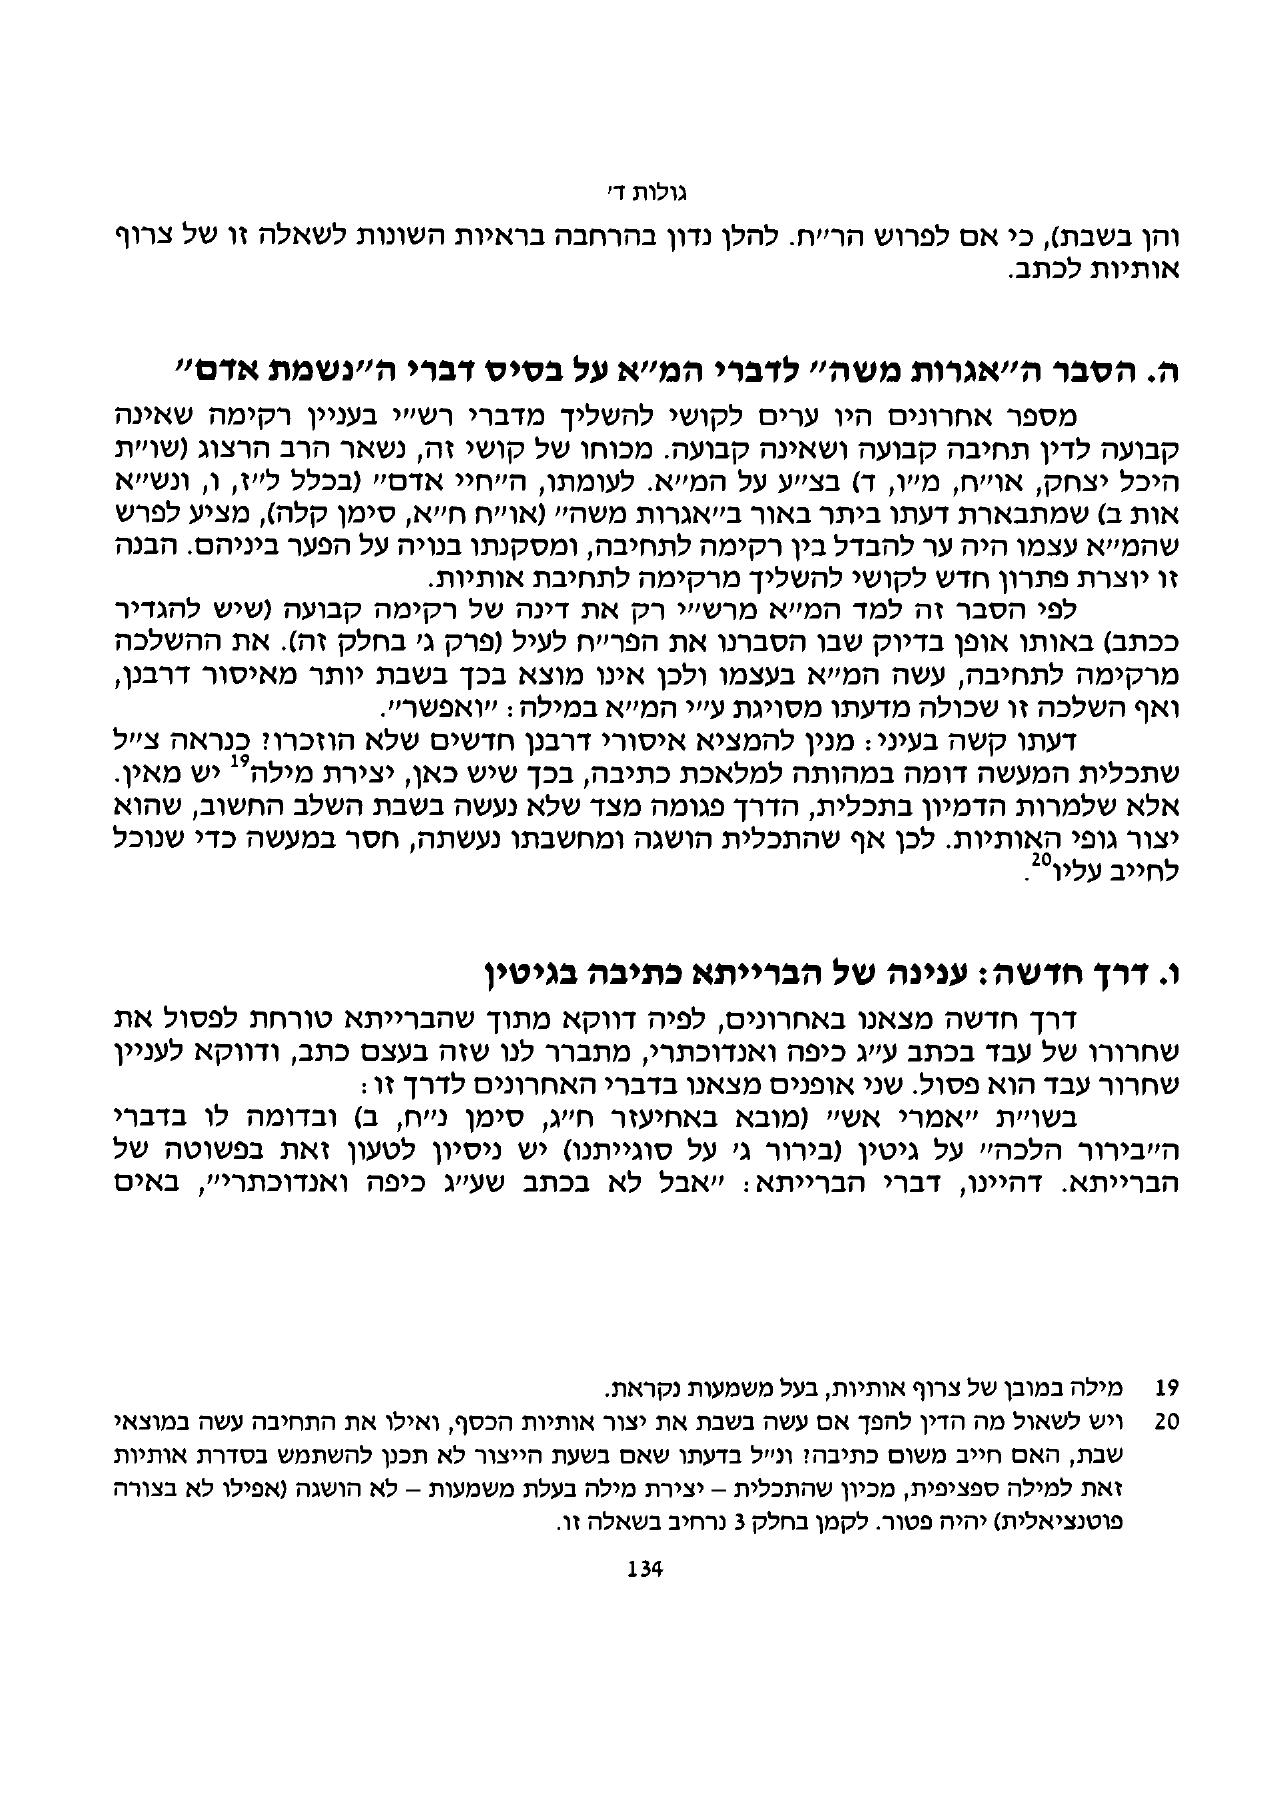 גולות ד'
והן בשבת), כי אם לפרוש הר"ח. להלן נדון בהרחבה בראיות השונות לשאלה זו של צרוף
אותיות לכתב.
ה. הסבר ה"אגרות משה" לדברי המ"א על בסיס דברי ה"נשמת אדם"
מספר אחרונים היו ערים לקושי להשליך מדברי רש"י בעניין רקימה שאינה
קבועה לדין תחיבה קבועה ושאינה קבועה. מכוחו של קושי זה, נשאר הרב הרצוג (שו"ת
היכל יצחק, או"ח, מ"ו, ד) בצ"ע על המ"א. לעומתו, ה"חיי אדם" (בכלל ל"ז, ו, ונש"א
אות ב) שמתבארת דעתו ביתר באור ב"אגרות משה" (או"ח ח"א, סימן קלה), מציע לפרש
שהמ"א עצמו היה ער להבדל בין רקימה לתחיבה, ומסקנתו בנויה על הפער ביניהם. הבנה
זו יוצרת פתרון חדש לקושי להשליך מרקימה לתחיבת אותיות.
לפי הסבר זה למד המ"א מרש"י רק את דינה של רקימה קבועה (שיש להגדיר
ככתב) באותו אופן בדיוק שבו הסברנו את הפר"ח לעיל (פרק ג' בחלק זה). את ההשלכה
מרקימה לתחיבה, עשה המ"א בעצמו ולכן אינו מוצא בכך בשבת יותר מאיסור דרבנן,
ואף השלכה זו שכולה מדעתו מסויגת ע"י המ"א במילה: "ואפשר".
דעתו קשה בעיני: מנין להמציא איסורי דרבנן חדשים שלא הוזכרו? כנראה צ"ל
שתכלית המעשה דומה במהותה למלאכת כתיבה, בכך שיש כאן, יצירת מילה19 יש מאין.
אלא שלמרות הדמיון בתכלית, הדרך פגומה מצד שלא נעשה בשבת השלב החשוב, שהוא
יצור גופי האותיות. לכן אף שהתכלית הושגה ומחשבתו נעשתה, חסר במעשה כדי שנוכל
לחייב עליו20.
ו. דרך חדשה: ענינה של הברייתא כתיבה בגיטין
דרך חדשה מצאנו באחרונים, לפיה דווקא מתוך שהברייתא טורחת לפסול את
שחרורו של עבד בכתב ע"ג כיפה ואנדוכתרי, מתברר לנו שזה בעצם כתב, ודווקא לעניין
שחרור עבד הוא פסול. שני אופנים מצאנו בדברי האחרונים לדרך זו:
בשו"ת "אמרי אש" (מובא באחיעזר ח"ג, סימן נ"ח, ב) ובדומה לו בדברי
ה"בירור הלכה" על גיטין (בירור ג' על סוגייתנו) יש ניסיון לטעון זאת בפשוטה של
הברייתא. דהיינו, דברי הברייתא: "אבל לא בכתב שע"ג כיפה ואנדוכתרי", באים
19 מילה במובן של צרוף אותיות, בעל משמעות נקראת.
20 ויש לשאול מה הדין להפך אם עשה בשבת את יצור אותיות הכסף, ואילו את התחיבה עשה במוצאי
שבת, האם חייב משום כתיבה? ונ"ל בדעתו שאם בשעת הייצור לא תכנן להשתמש בסדרת אותיות
זאת למילה ספציפית, מכיון שהתכלית – יצירת מילה בעלת משמעות – לא הושגה (אפילו לא בצורה
פוטנציאלית) יהיה פטור. לקמן בחלק 3 נרחיב בשאלה זו.
134